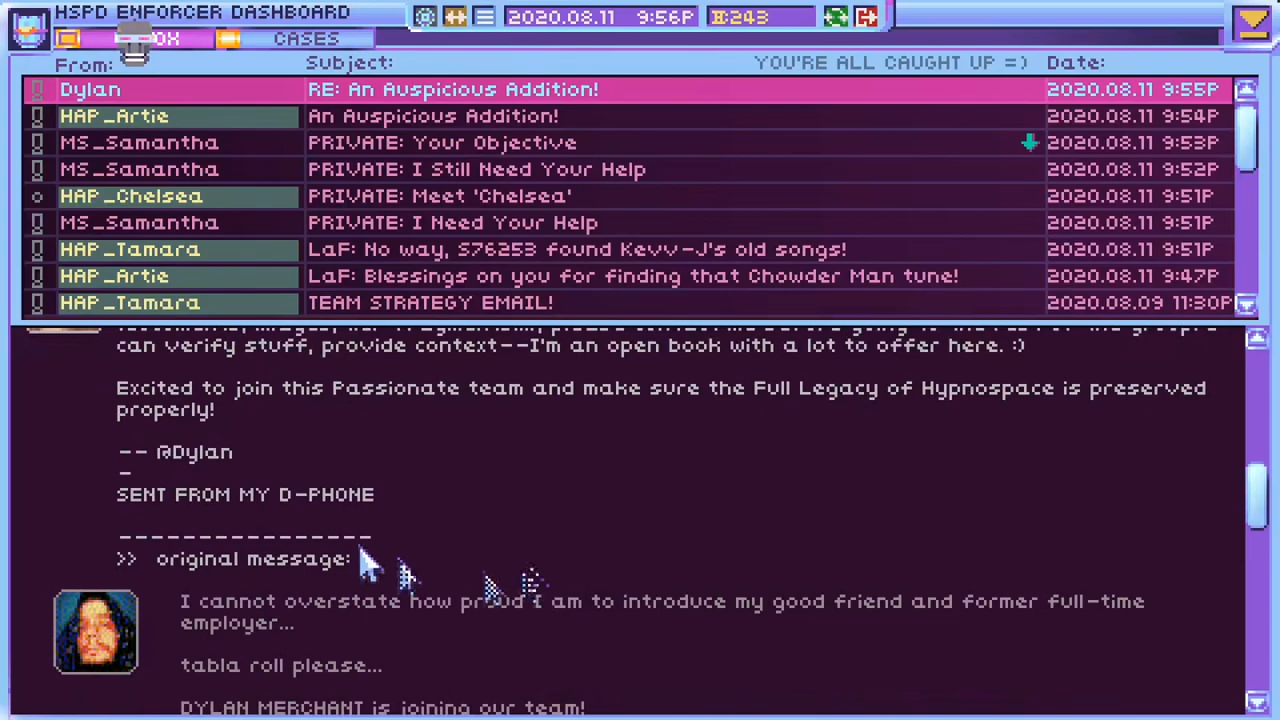 HSPD ENFORCER DASHBOARD
2020.08.11 9:56P
243
CASES
From:
Subject:
YOU'RE ALL CAUGHT UP =)
Date:
Dylan RE: An Auspicious Addition! 2020.08.11 9:55P
HAP_Artie An Auspicious Addition! 2020.08.11 9:54P
MS_Samantha PRIVATE: Your Objective 2020.08.11 9:53P
MS_Samantha PRIVATE: I Still Need Your Help 2020.08.11 9:52P
HAP_Chelsea PRIVATE: Meet 'Chelsea' 2020.08.11 9:51P
MS_Samantha PRIVATE: I Need Your Help 2020.08.11 9:51P
HAP_Tamara LaF: No way, S76253 found Kevv-J's old songs! 2020.08.11 9:51P
HAP_Artie LaF: Blessings on you for finding that Chowder Man tune! 2020.08.11 9:47P
HAP_Tamara TEAM STRATEGY EMAIL! 2020.08.09 11:30P
can verify stuff, provide context--I'm an open book with a lot to offer here. :)
Excited to join this Passionate team and make sure the Full Legacy of Hypnospace is preserved
properly!
-- @Dylan
-
SENT FROM MY D-PHONE
________________
>> original message:
I cannot overstate how proud I am to introduce my good friend and former full-time
employer...
tabla roll please...
DYLAN MERCHANT is joining our team!